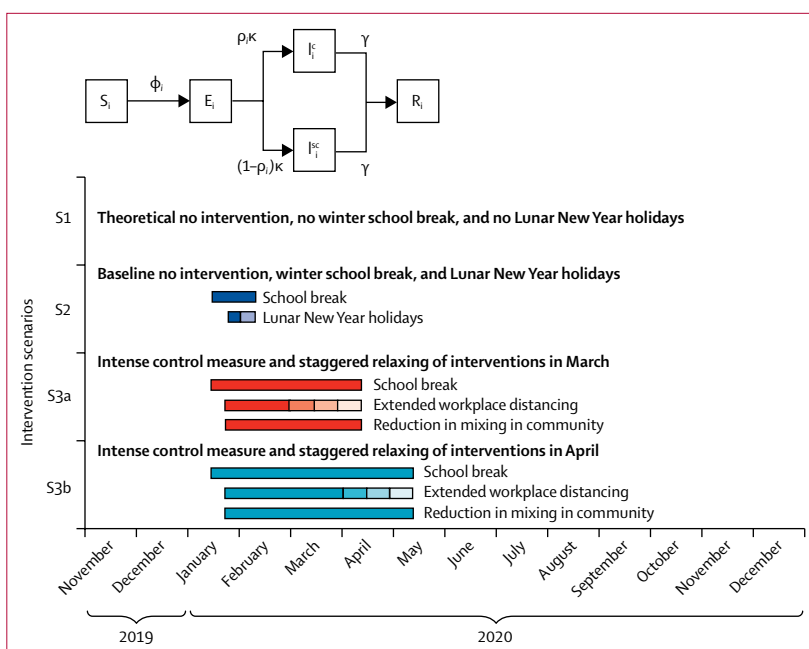 ρᵢκ
Iᵢᶜ
γ
Sᵢ
ϕᵢ
Eᵢ
Rᵢ
(1–ρᵢ)κ
Iᵢˢᶜ
γ
Intervention scenarios
S1
Theoretical no intervention, no winter school break, and no Lunar New Year holidays
S2
Baseline no intervention, winter school break, and Lunar New Year holidays
School break
Lunar New Year holidays
S3a
Intense control measure and staggered relaxing of interventions in March
School break
Extended workplace distancing
Reduction in mixing in community
S3b
Intense control measure and staggered relaxing of interventions in April
School break
Extended workplace distancing
Reduction in mixing in community
November
December
January
February
March
April
May
June
July
August
September
October
November
December
2019
2020